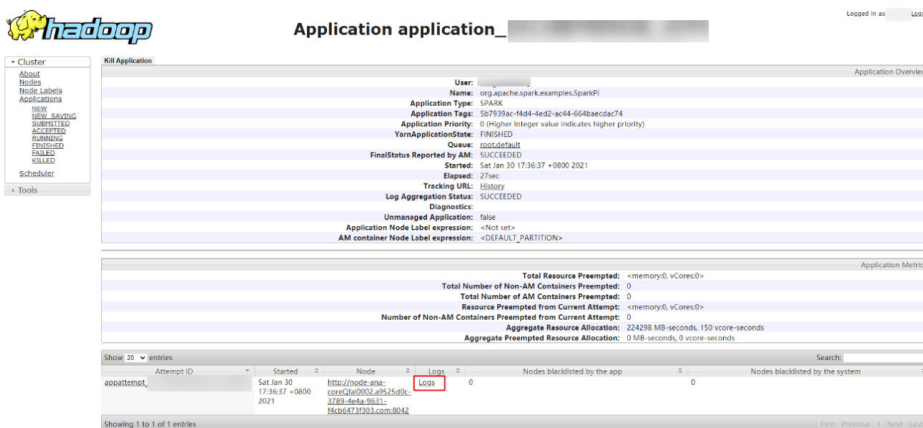 Logged in as
hadoop
Application application_
Cluster
About
Nodes
Node Labels
Applications
NEW
NEW_SAVING
SUBMITTED
ACCEPTED
RUNNING
FINISHED
FAILED
KILLED
Scheduler
Tools
Kill Application
Application Overvie
User:
Name: org.apache.spark.examples.SparkPi
Application Type: SPARK
Application Tags: 5b7939ac-f4d4-4ed2-ac44-664baecdac74
Application Priority: 0 (Higher Integer value indicates higher priority)
YarnApplicationState: FINISHED
Queue: root.default
FinalStatus Reported by AM: SUCCEEDED
Started: Sat Jan 30 17:36:37 +0800 2021
Elapsed: 27sec
Tracking URL: History
Log Aggregation Status: SUCCEEDED
Diagnostics:
Unmanaged Application: false
Application Node Label expression: <Not set>
AM container Node Label expression: <DEFAULT_PARTITION>
Application Metric
Total Resource Preempted: <memory:0, vCores:0>
Total Number of Non-AM Containers Preempted: 0
Total Number of AM Containers Preempted: 0
Resource Preempted from Current Attempt: <memory:0, vCores:0>
Number of Non-AM Containers Preempted from Current Attempt: 0
Aggregate Resource Allocation: 224298 MB-seconds, 150 vcore-seconds
Aggregate Preempted Resource Allocation: 0 MB-seconds, 0 vcore-seconds
Show 20 entries Search:
Attempt ID Started Node Logs Nodes blacklisted by the app Nodes blacklisted by the system
appattempt_ Sat Jan 30 http://node-ana- Logs 0 0
17:36:37 +0800 coreQfal0002.a9525d0c-
2021 3789-4e4a-9631-
f4cb6473f303.com:8042
Showing 1 to 1 of 1 entries First Previous 1 Next Las